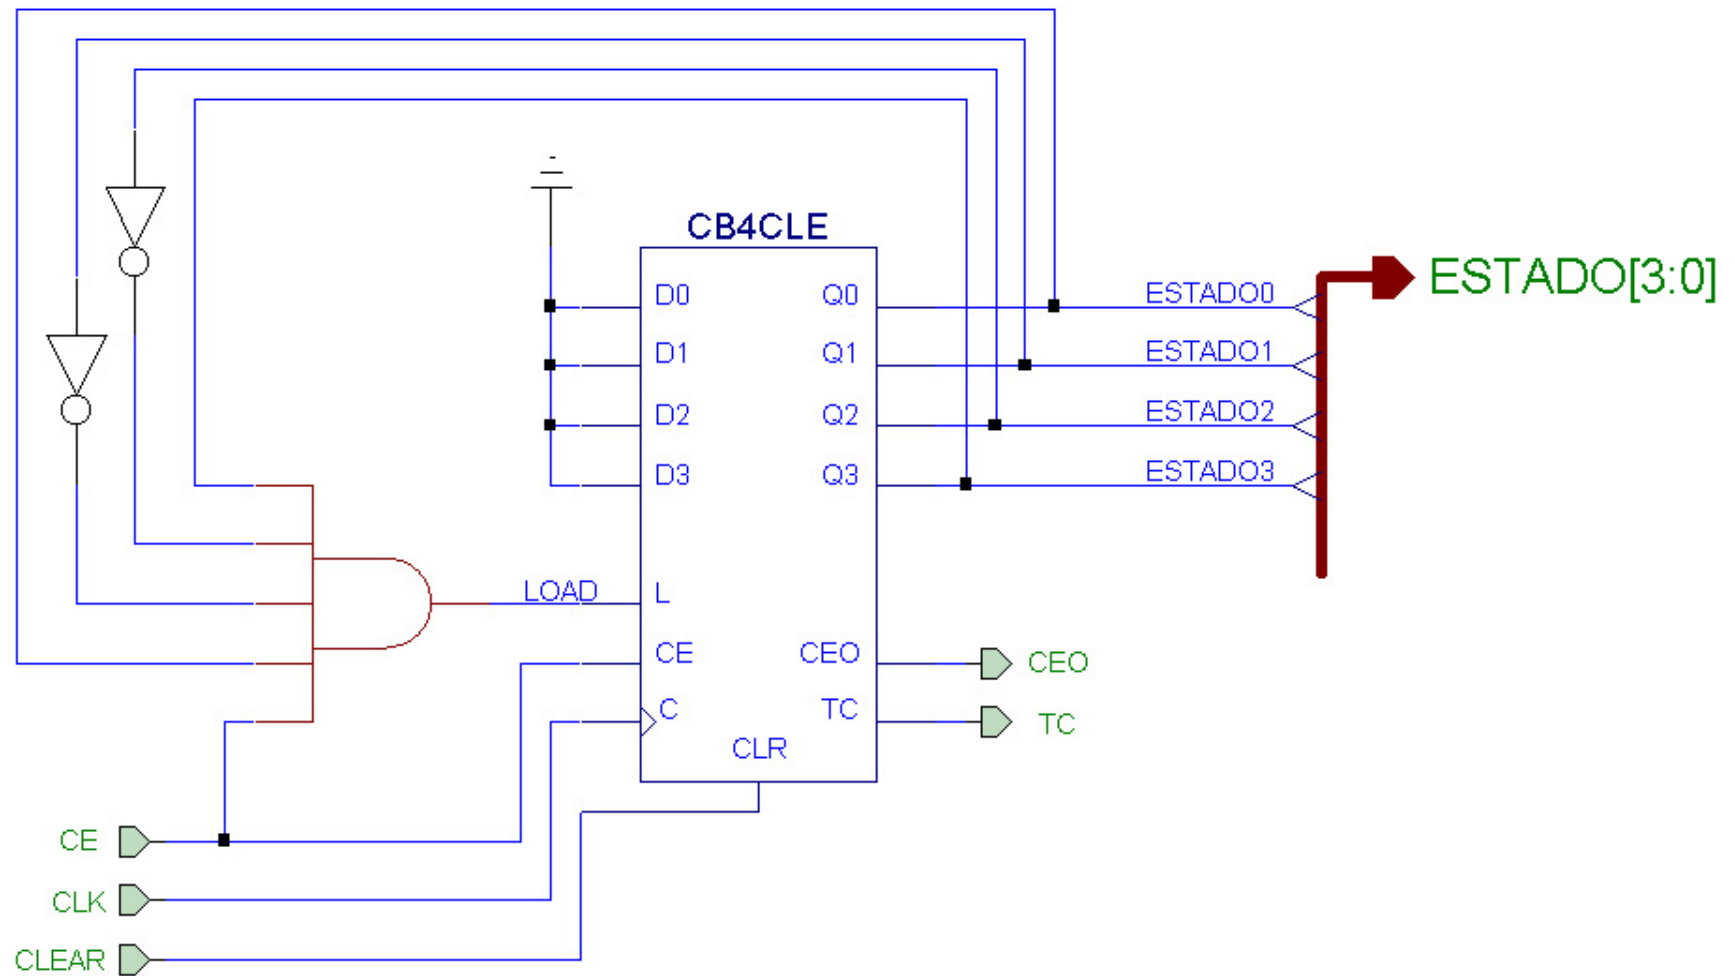 CB4CLE
D0
Q0
ESTADO0
ESTADO[3:0]
D1
Q1
ESTADO1
D2
Q2
ESTADO2
D3
Q3
ESTADO3
LOAD
L
CE
CEO
CEO
C
TC
TC
CLR
CE
CLK
CLEAR